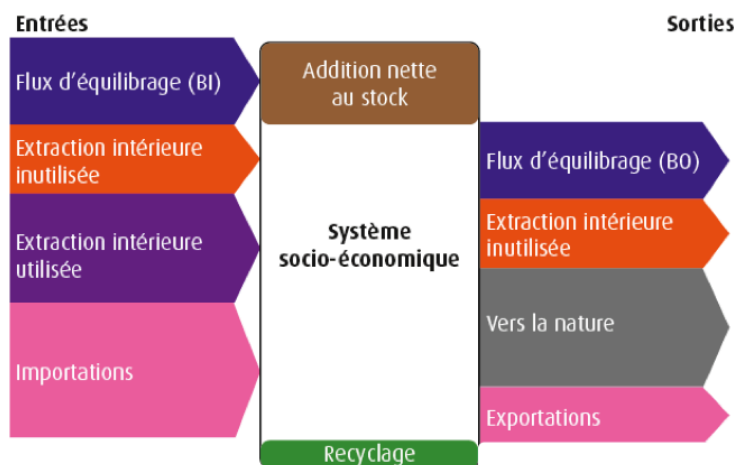 Entrées
Sorties
Flux d'équilibrage (BI)
Addition nette
au stock
Extraction intérieure
inutilisée
Flux d'équilibrage (BO)
Extraction intérieure
utilisée
Système
socio-économique
Extraction intérieure
inutilisée
Vers la nature
Importations
Exportations
Recyclage